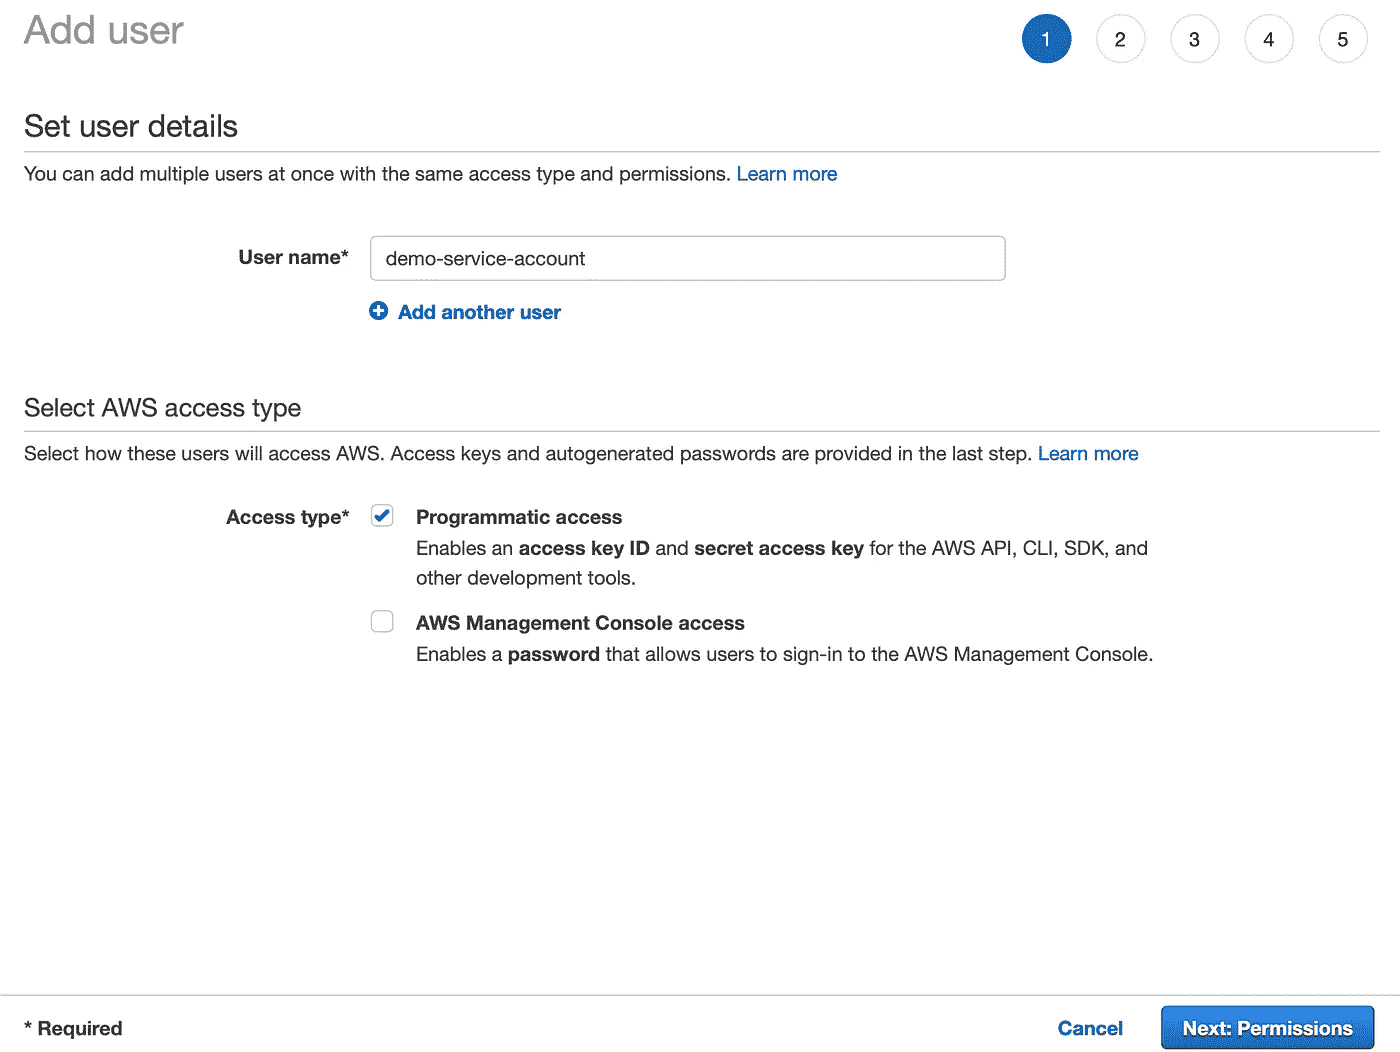 Add user
1 2 3 4 5
Set user details
You can add multiple users at once with the same access type and permissions. Learn more
User name* demo-service-account
Add another user
Select AWS access type
Select how these users will access AWS. Access keys and autogenerated passwords are provided in the last step. Learn more
Access type* Programmatic access
Enables an access key ID and secret access key for the AWS API, CLI, SDK, and
other development tools.
AWS Management Console access
Enables a password that allows users to sign-in to the AWS Management Console.
* Required Cancel Next: Permissions